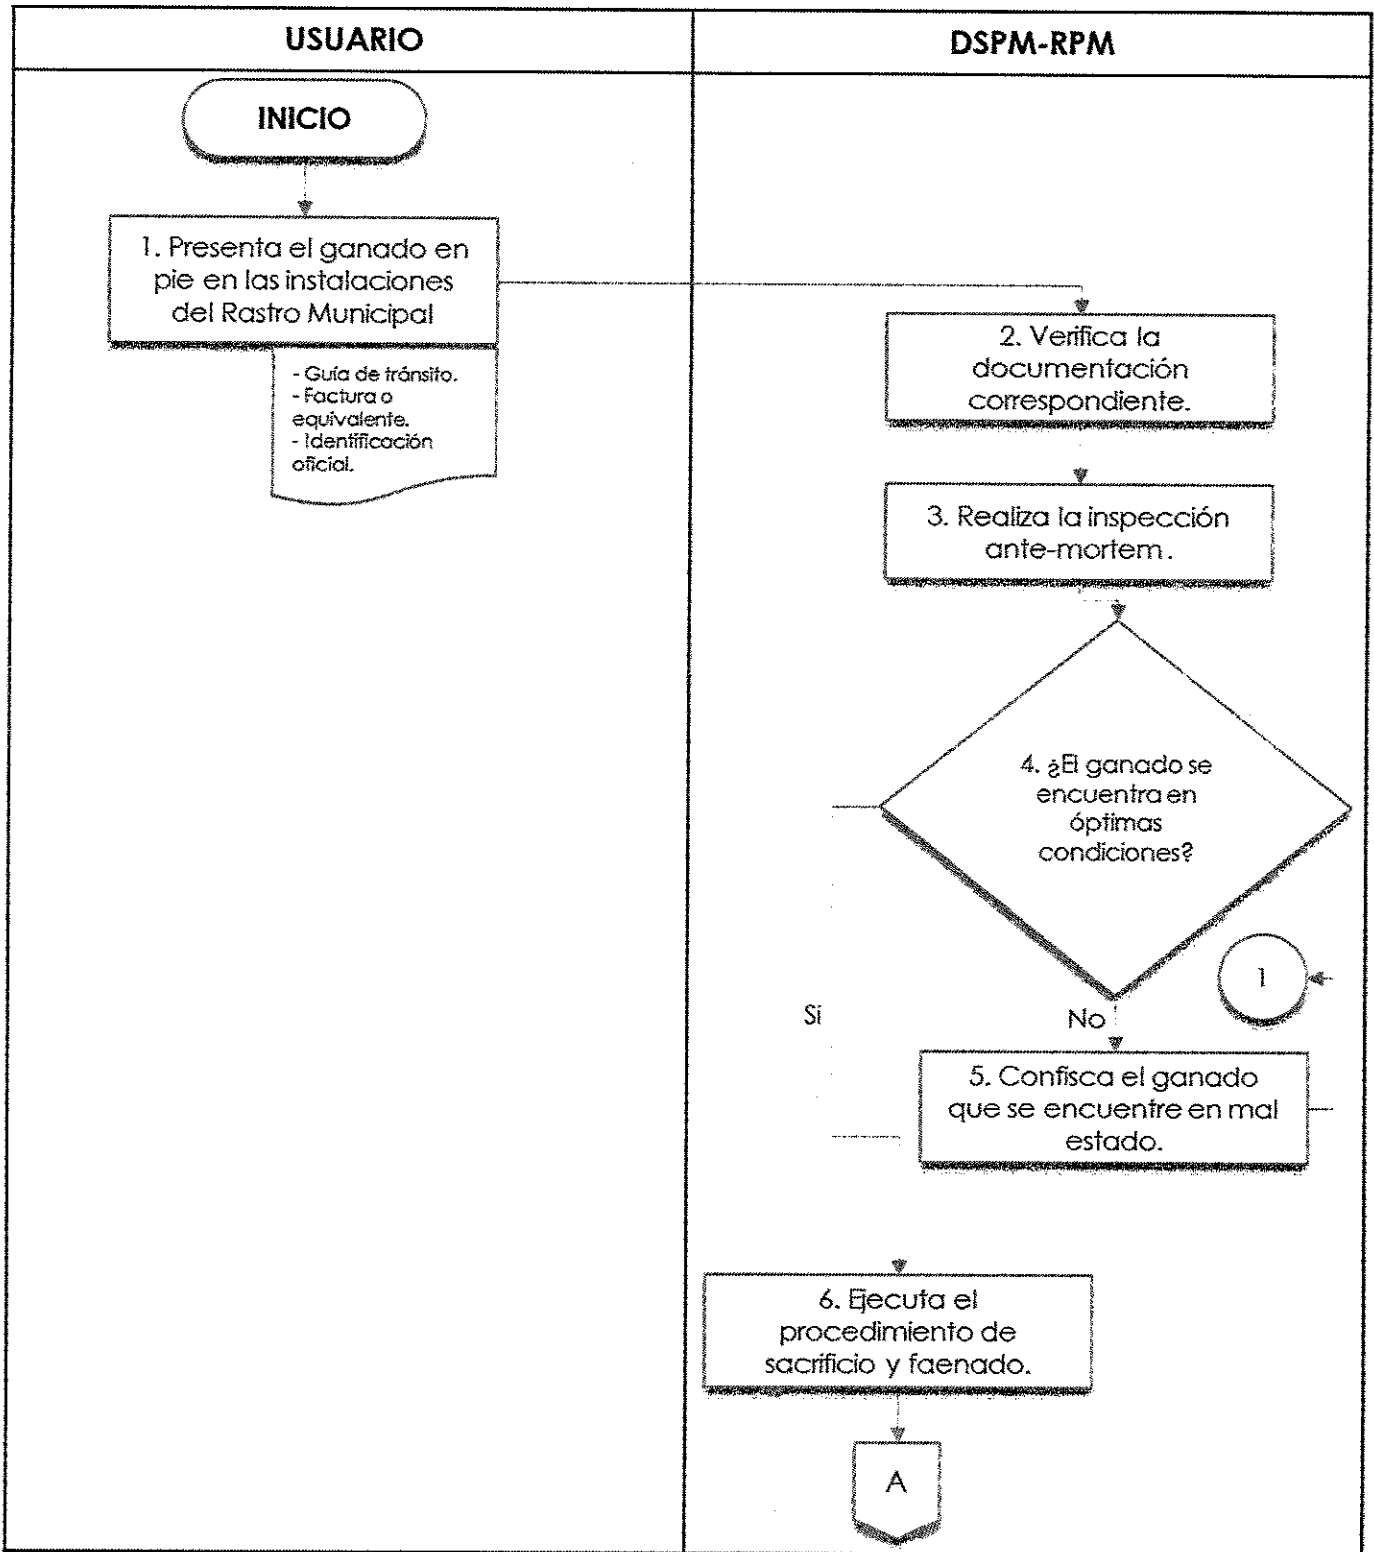 USUARIO
DSPM-RPM
INICIO
1. Presenta el ganado en
pie en las instalaciones
del Rastro Municipal
- Guía de tránsito.
- Factura o
equivalente.
- Identificación
oficial.
2. Verifica la
documentación
correspondiente.
3. Realiza la inspección
ante-mortem.
4. ¿El ganado se
encuentra en
óptimas
condiciones?
1
Si
No
5. Confisca el ganado
que se encuentre en mal
estado.
6. Ejecuta el
procedimiento de
sacrificio y faenado.
A